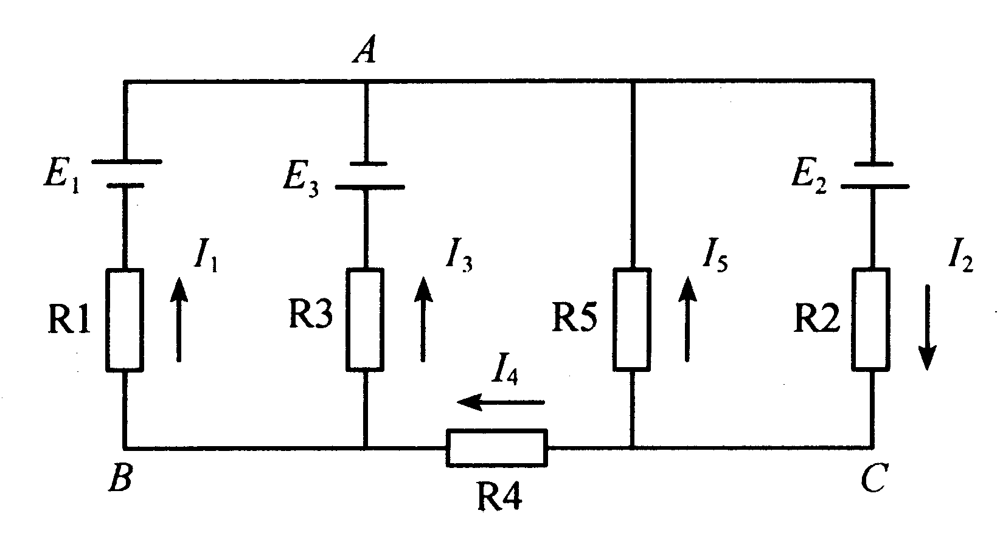 A
E₁
E₃
E₂
I₁
I₃
I₅
I₂
R1
R3
R5
R2
I₄
B
C
R4